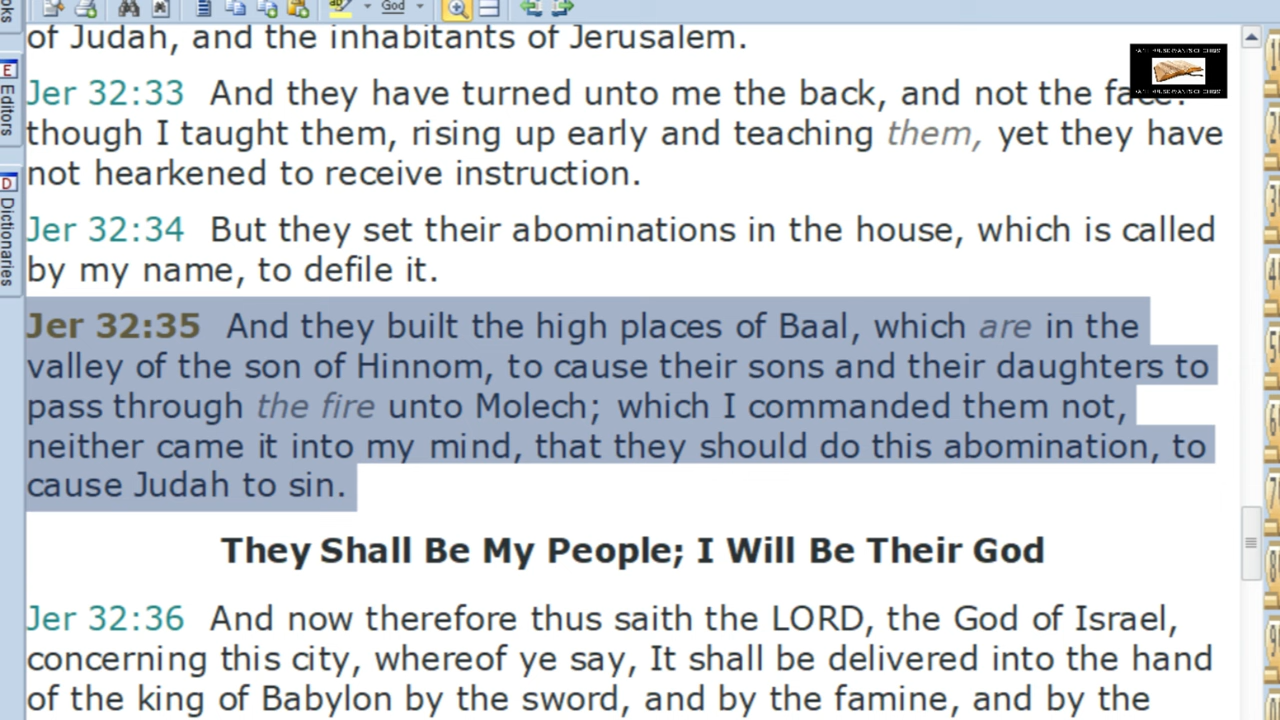 oks
Editors
Dictionaries
God
of Judah, and the inhabitants of Jerusalem.
Jer 32:33 And they have turned unto me the back, and not the face:
though I taught them, rising up early and teaching them, yet they have
not hearkened to receive instruction.
Jer 32:34 But they set their abominations in the house, which is called
by my name, to defile it.
Jer 32:35 And they built the high places of Baal, which are in the
valley of the son of Hinnom, to cause their sons and their daughters to
pass through the fire unto Molech; which I commanded them not,
neither came it into my mind, that they should do this abomination, to
cause Judah to sin.
They Shall Be My People; I Will Be Their God
Jer 32:36 And now therefore thus saith the LORD, the God of Israel,
concerning this city, whereof ye say, It shall be delivered into the hand
of the king of Babylon by the sword, and by the famine, and by the